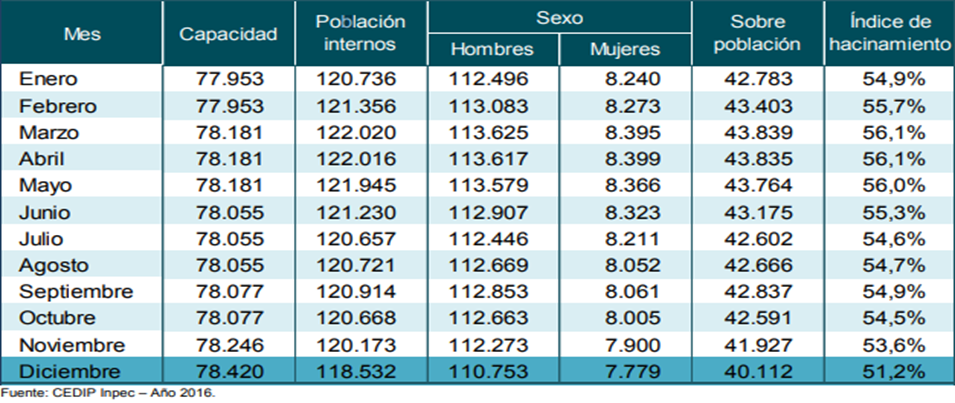 Mes Capacidad Población internos Sexo Sobre población Índice de hacinamiento
Hombres Mujeres
Enero 77.953 120.736 112.496 8.240 42.783 54,9%
Febrero 77.953 121.356 113.083 8.273 43.403 55,7%
Marzo 78.181 122.020 113.625 8.395 43.839 56,1%
Abril 78.181 122.016 113.617 8.399 43.835 56,1%
Mayo 78.181 121.945 113.579 8.366 43.764 56,0%
Junio 78.055 121.230 112.907 8.323 43.175 55,3%
Julio 78.055 120.657 112.446 8.211 42.602 54,6%
Agosto 78.055 120.721 112.669 8.052 42.666 54,7%
Septiembre 78.077 120.914 112.853 8.061 42.837 54,9%
Octubre 78.077 120.668 112.663 8.005 42.591 54,5%
Noviembre 78.246 120.173 112.273 7.900 41.927 53,6%
Diciembre 78.420 118.532 110.753 7.779 40.112 51,2%
Fuente: CEDIP Inpec – Año 2016.